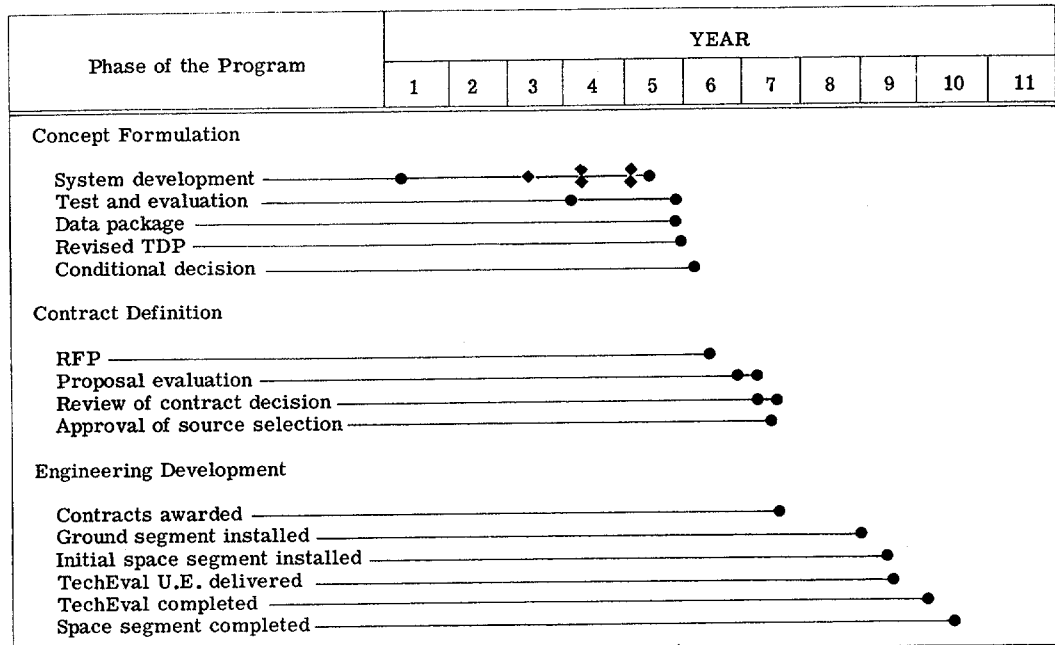 Phase of the Program
YEAR
1 2 3 4 5 6 7 8 9 10 11
Concept Formulation
System development
Test and evaluation
Data package
Revised TDP
Conditional decision
Contract Definition
RFP
Proposal evaluation
Review of contract decision
Approval of source selection
Engineering Development
Contracts awarded
Ground segment installed
Initial space segment installed
TechEval U.E. delivered
TechEval completed
Space segment completed